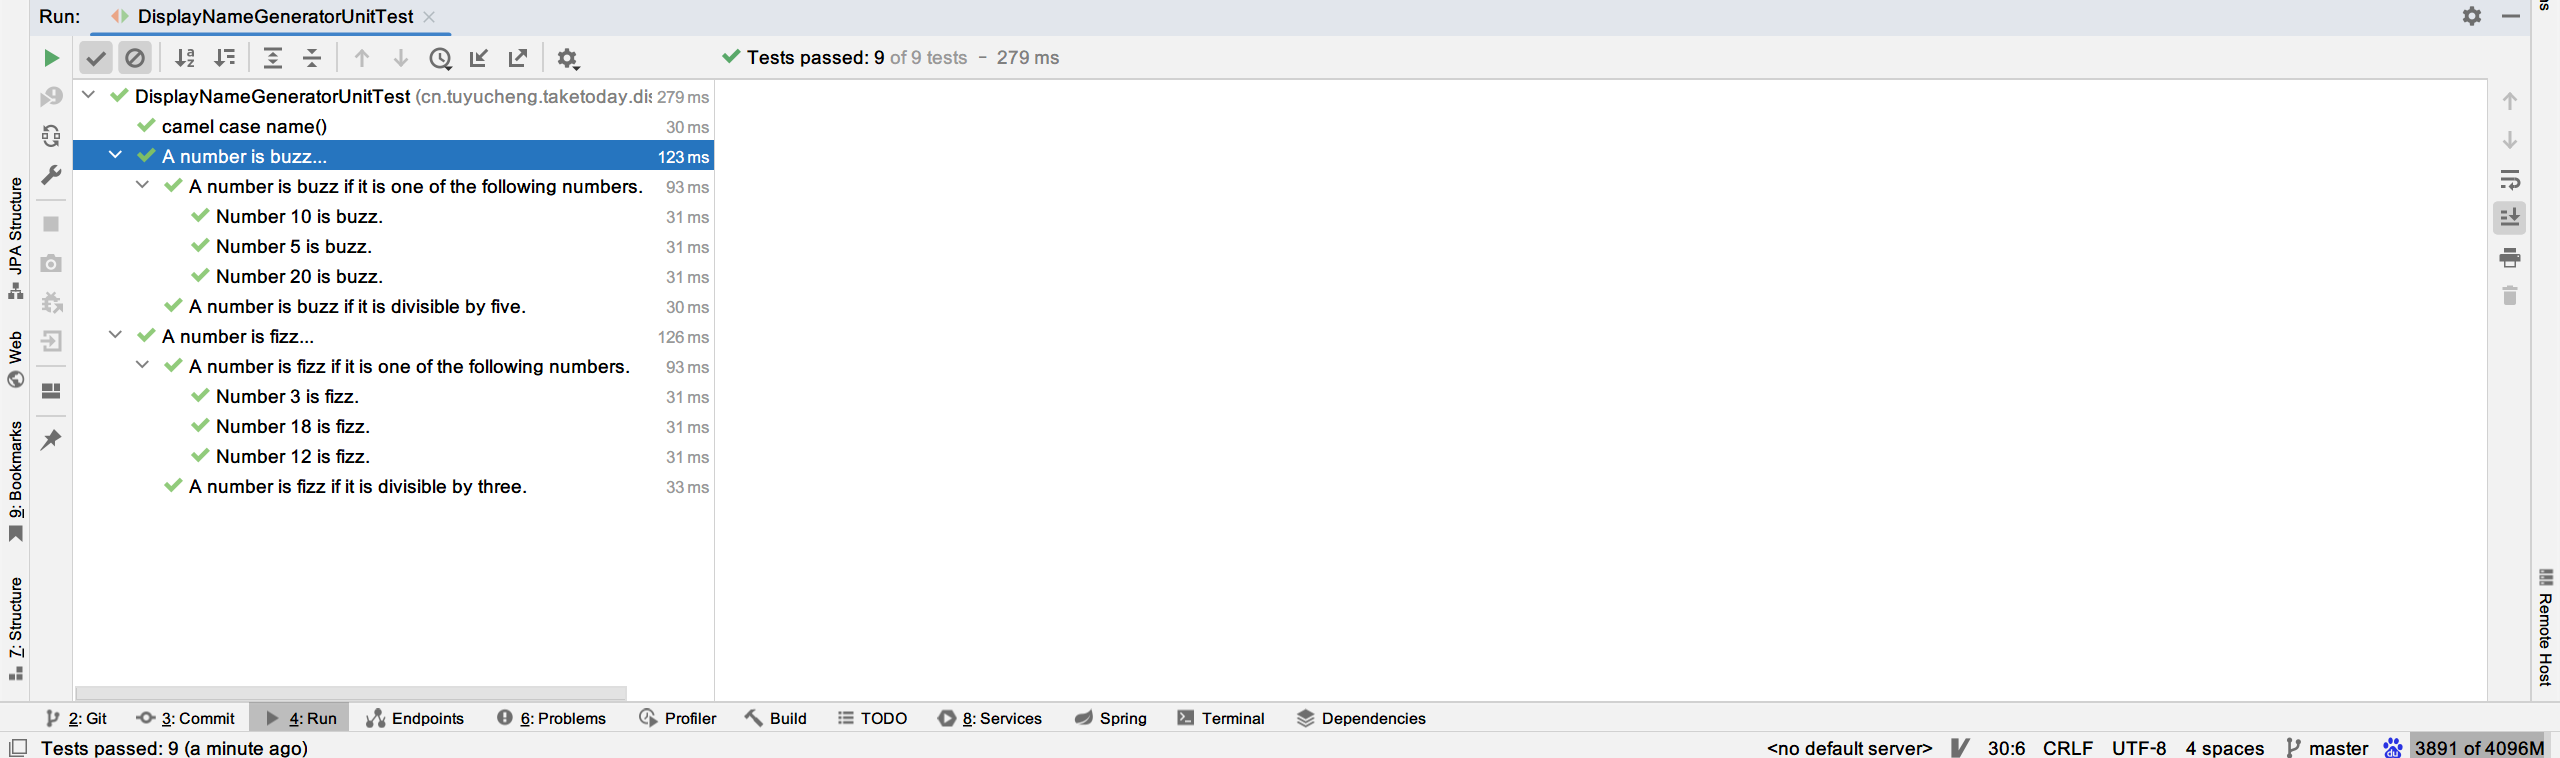 Run: DisplayNameGeneratorUnitTest
Tests passed: 9 of 9 tests – 279 ms
DisplayNameGeneratorUnitTest (cn.tuyucheng.taketoday.dis 279 ms
camel case name() 30 ms
A number is buzz... 123 ms
A number is buzz if it is one of the following numbers. 93 ms
Number 10 is buzz. 31 ms
Number 5 is buzz. 31 ms
Number 20 is buzz. 31 ms
A number is buzz if it is divisible by five. 30 ms
A number is fizz... 126 ms
A number is fizz if it is one of the following numbers. 93 ms
Number 3 is fizz. 31 ms
Number 18 is fizz. 31 ms
Number 12 is fizz. 31 ms
A number is fizz if it is divisible by three. 33 ms
JPA Structure
Web
9: Bookmarks
7: Structure
Remote Host
2: Git 3: Commit 4: Run Endpoints 6: Problems Profiler Build TODO 8: Services Spring Terminal Dependencies
Tests passed: 9 (a minute ago) <no default server> 30:6 CRLF UTF-8 4 spaces master 3891 of 4096M